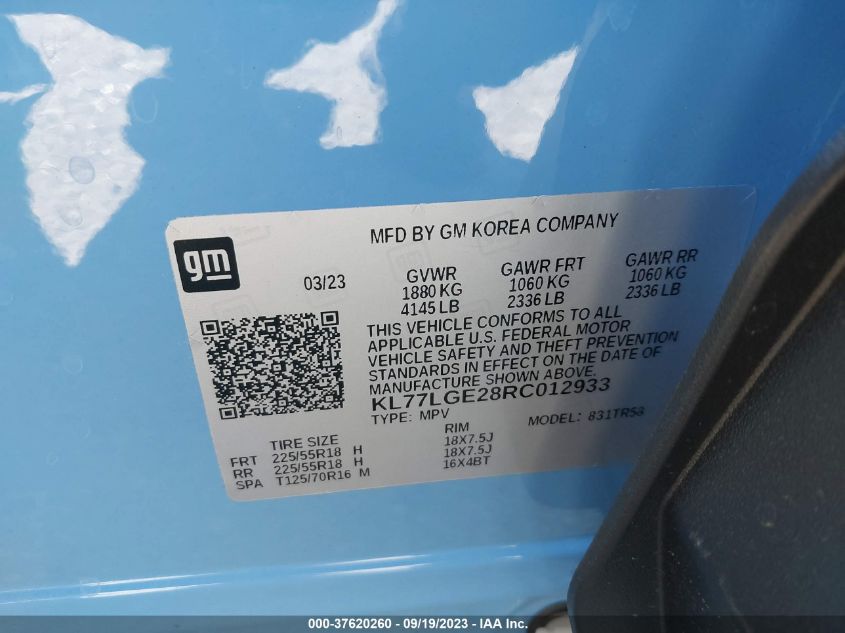 MFD BY GM KOREA COMPANY
gm
03/23
GVWR GAWR FRT GAWR RR
1880 KG 1060 KG 1060 KG
4145 LB 2336 LB 2336 LB
THIS VEHICLE CONFORMS TO ALL
APPLICABLE U.S. FEDERAL MOTOR
VEHICLE SAFETY AND THEFT PREVENTION
STANDARDS IN EFFECT ON THE DATE OF
MANUFACTURE SHOWN ABOVE.
KL77LGE28RC012933
TYPE: MPV MODEL: 831TR58
TIRE SIZE RIM
FRT 225/55R18 H 18X7.5J
RR 225/55R18 H 18X7.5J
SPA T125/70R16 M 16X4BT
000-37620260 - 09/19/2023 - IAA, Inc.